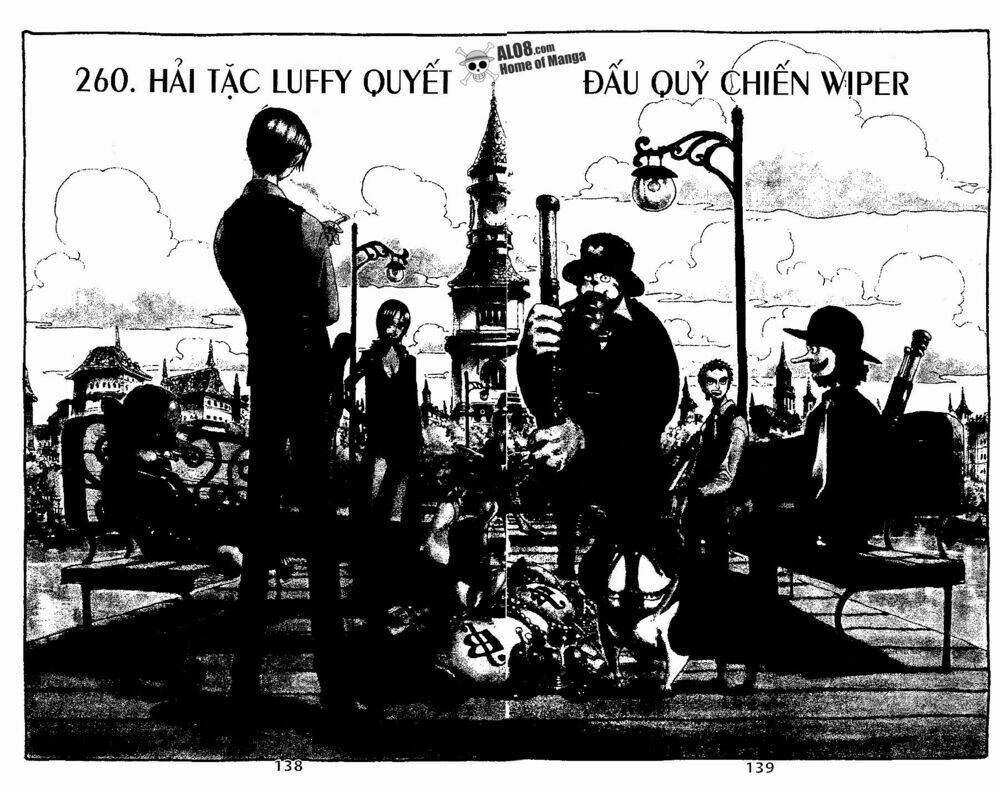 ALO8.com
Home of Manga
260. HẢI TẶC LUFFY QUYẾT ĐẤU QUỶ CHIẾN WIPER
138
139